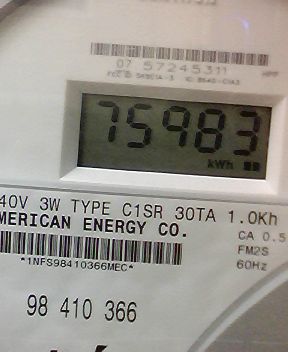 07 57245311
75983
kWh
40V 3W TYPE C1SR 30TA 1.0Kh
MERICAN ENERGY CO.
CA 0.5
*1NFS98410366MEC*
FM2S
60Hz
98 410 366